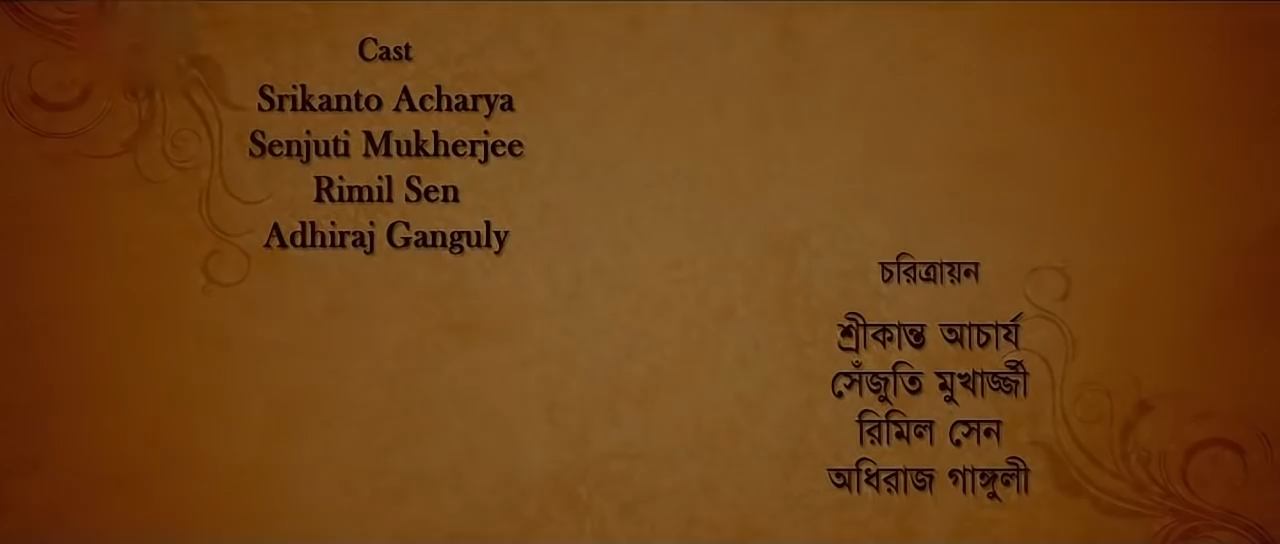 Cast
Srikanto Acharya
Senjuti Mukherjee
Rimil Sen
Adhiraj Ganguly
চরিত্রায়ন
শ্রীকান্ত আচার্য
সেঁজুতি মুখার্জ্জী
রিমিল সেন
অধিরাজ গাঙ্গুলী